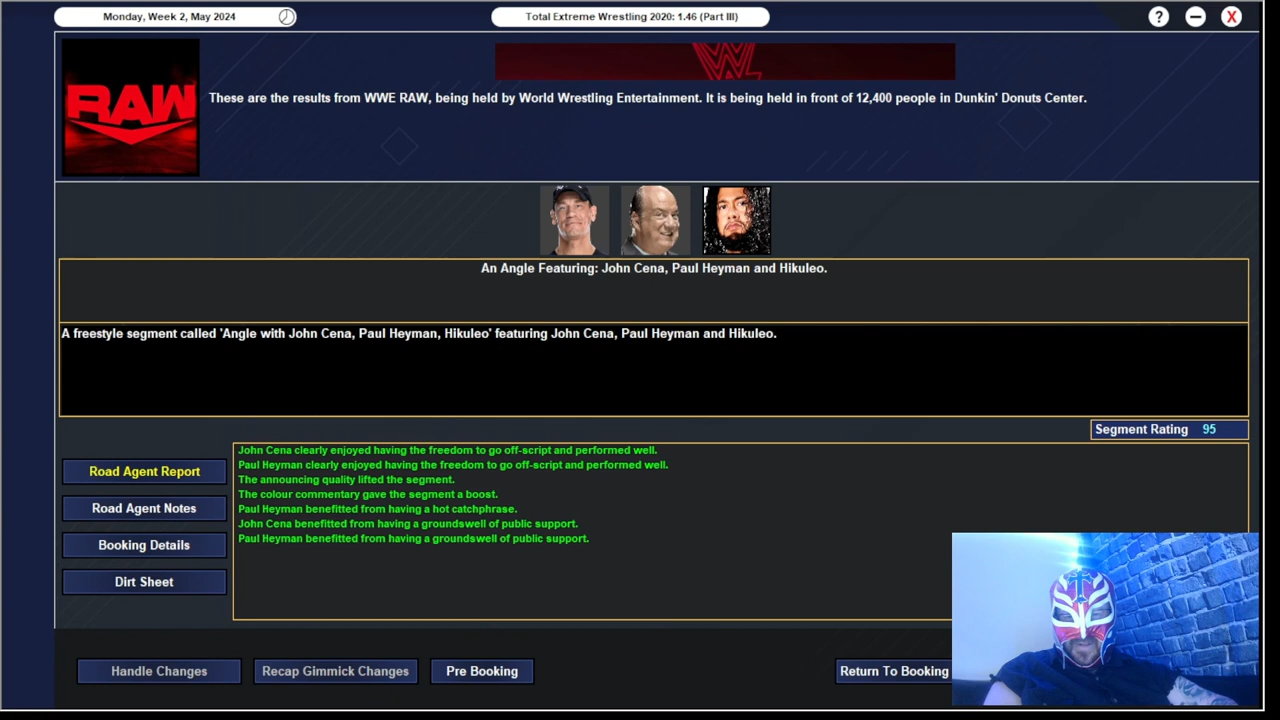 Monday, Week 2, May 2024
Total Extreme Wrestling 2020: 1.46 (Part III)
?
X
RAW
These are the results from WWE RAW, being held by World Wrestling Entertainment. It is being held in front of 12,400 people in Dunkin' Donuts Center.
An Angle Featuring: John Cena, Paul Heyman and Hikuleo.
A freestyle segment called 'Angle with John Cena, Paul Heyman, Hikuleo' featuring John Cena, Paul Heyman and Hikuleo.
Segment Rating 95
Road Agent Report
Road Agent Notes
Booking Details
Dirt Sheet
John Cena clearly enjoyed having the freedom to go off-script and performed well.
Paul Heyman clearly enjoyed having the freedom to go off-script and performed well.
The announcing quality lifted the segment.
The colour commentary gave the segment a boost.
Paul Heyman benefitted from having a hot catchphrase.
John Cena benefitted from having a groundswell of public support.
Paul Heyman benefitted from having a groundswell of public support.
Handle Changes
Recap Gimmick Changes
Pre Booking
Return To Booking